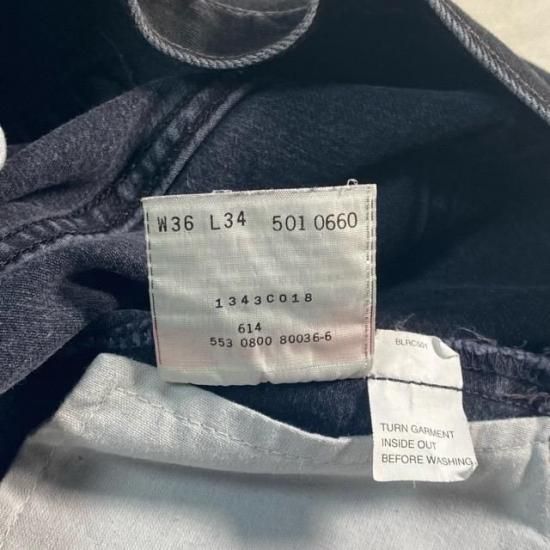 W36 L34 501 0660
1343C018
614
553 0800 80036-6
BLRC501
TURN GARMENT
INSIDE OUT
BEFORE WASHING